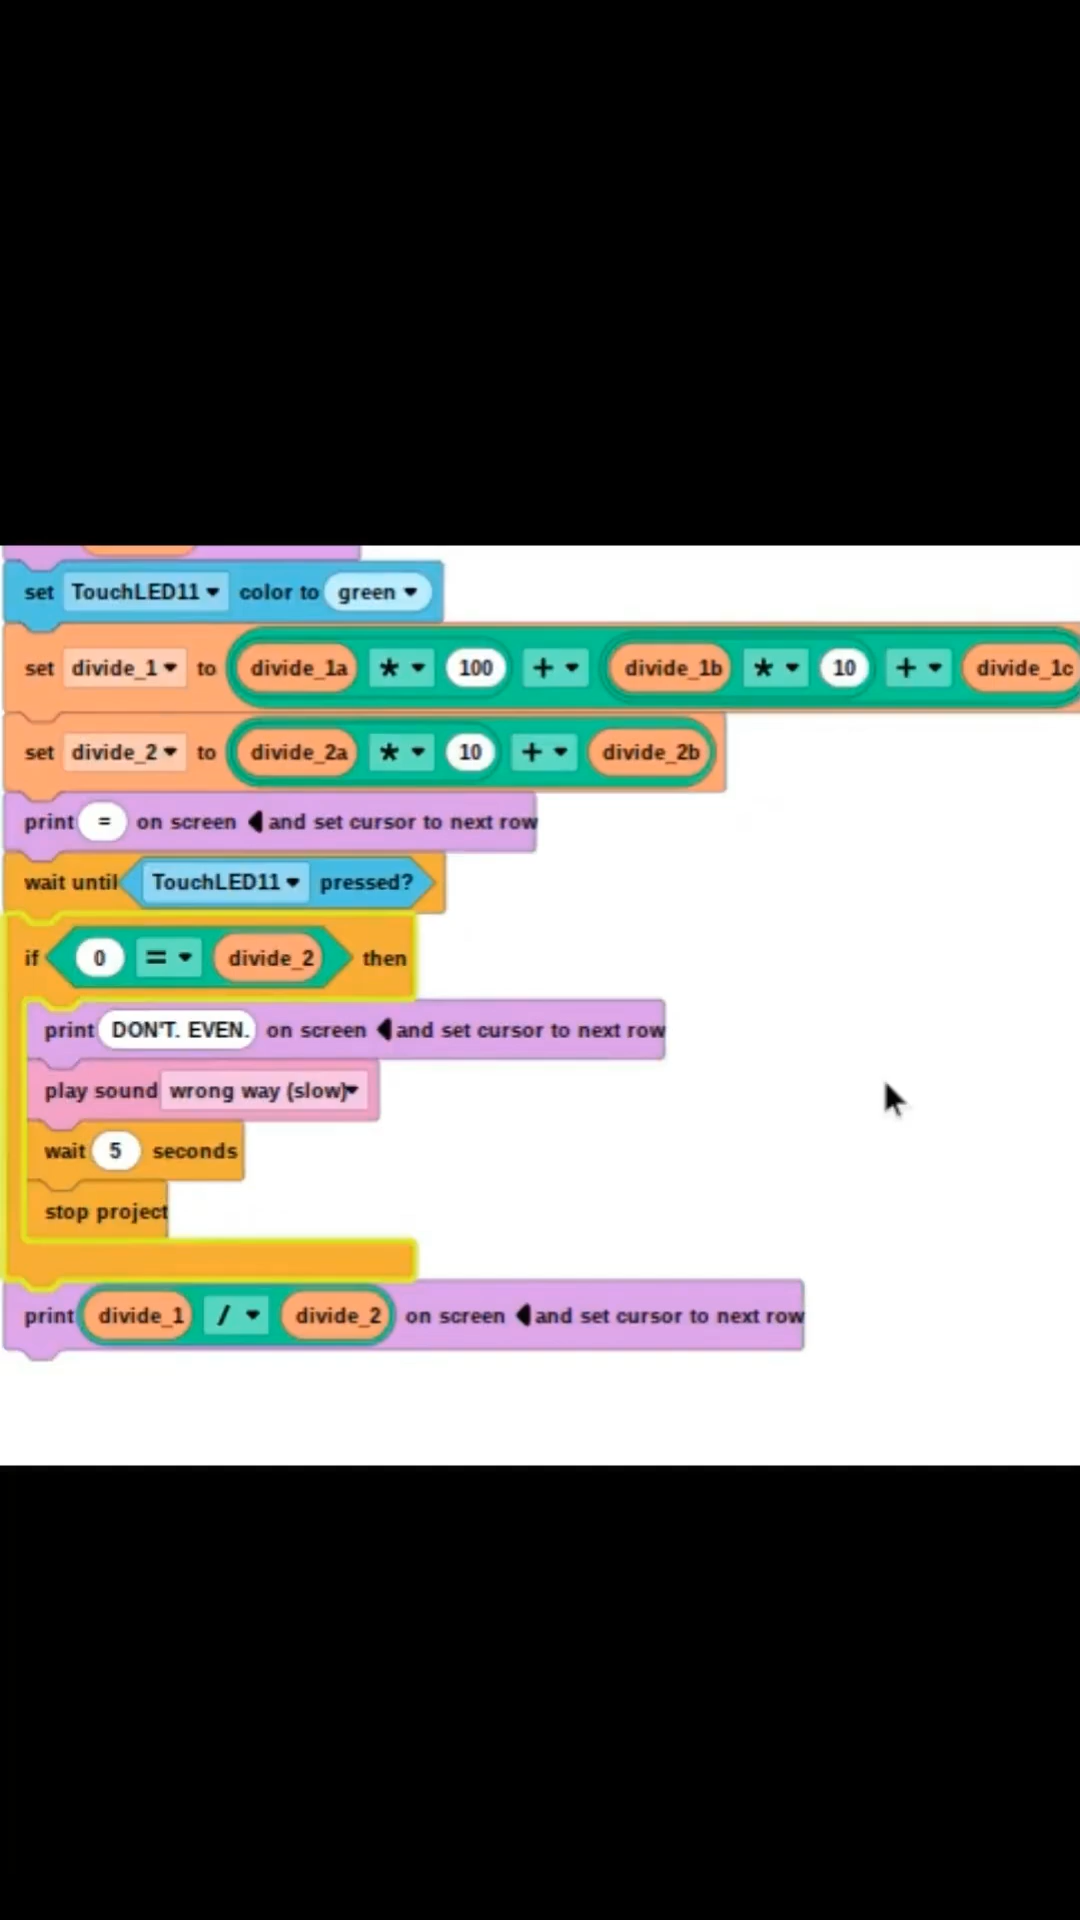 set TouchLED11 color to green
set divide_1 to divide_1a * 100 + divide_1b * 10 + divide_1c
set divide_2 to divide_2a * 10 + divide_2b
print = on screen and set cursor to next row
wait until TouchLED11 pressed?
if 0 = divide_2 then
print DON'T. EVEN. on screen and set cursor to next row
play sound wrong way (slow)
wait 5 seconds
stop project
print divide_1 / divide_2 on screen and set cursor to next row